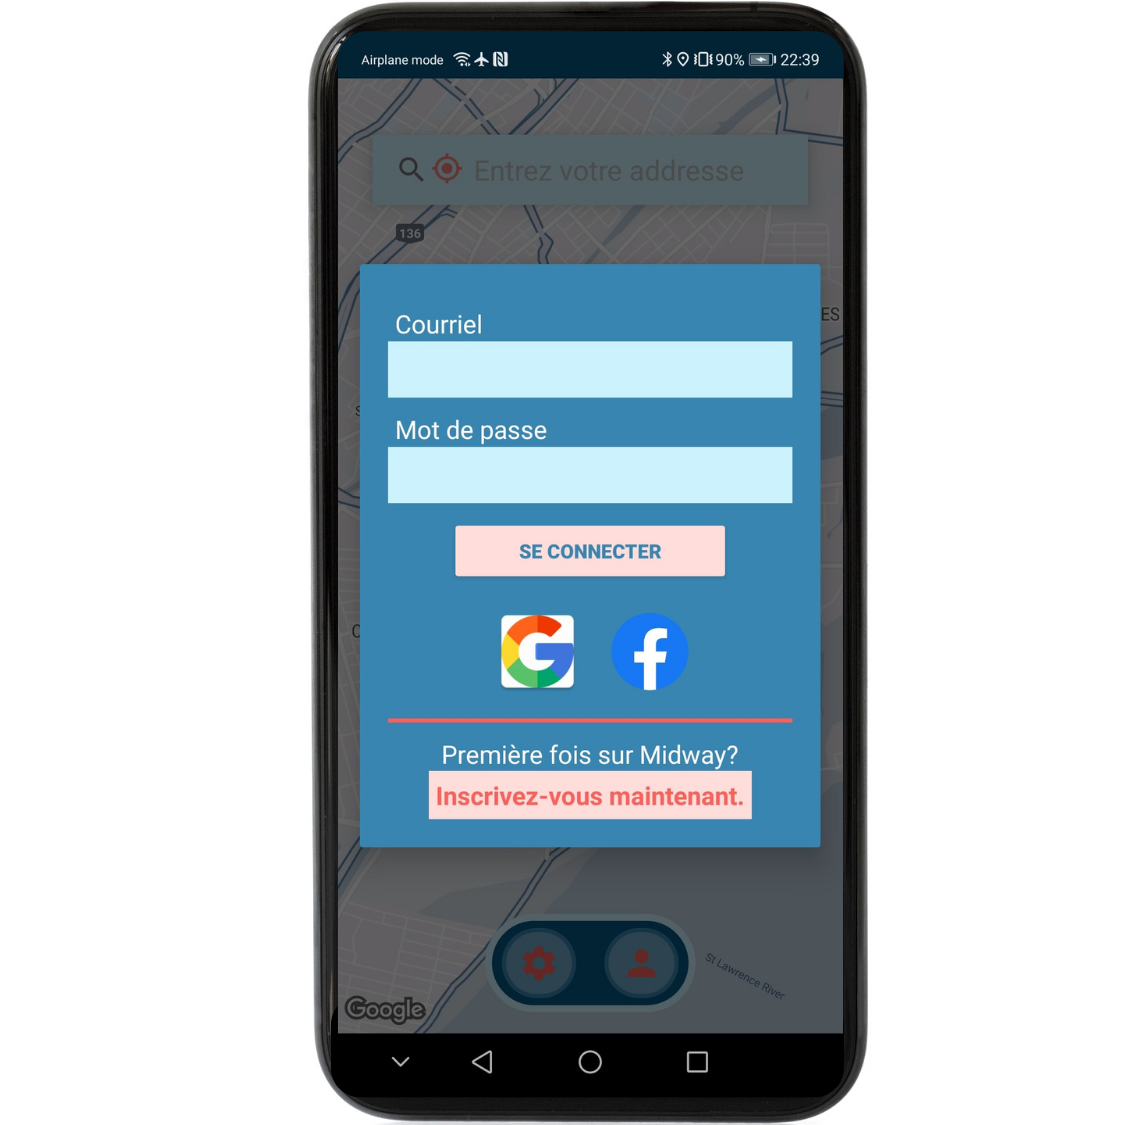 Airplane mode
90% 22:39
Entrez votre addresse
136
ES
Courriel
Mot de passe
SE CONNECTER
G f
Première fois sur Midway?
Inscrivez-vous maintenant.
St Lawrence River
Google